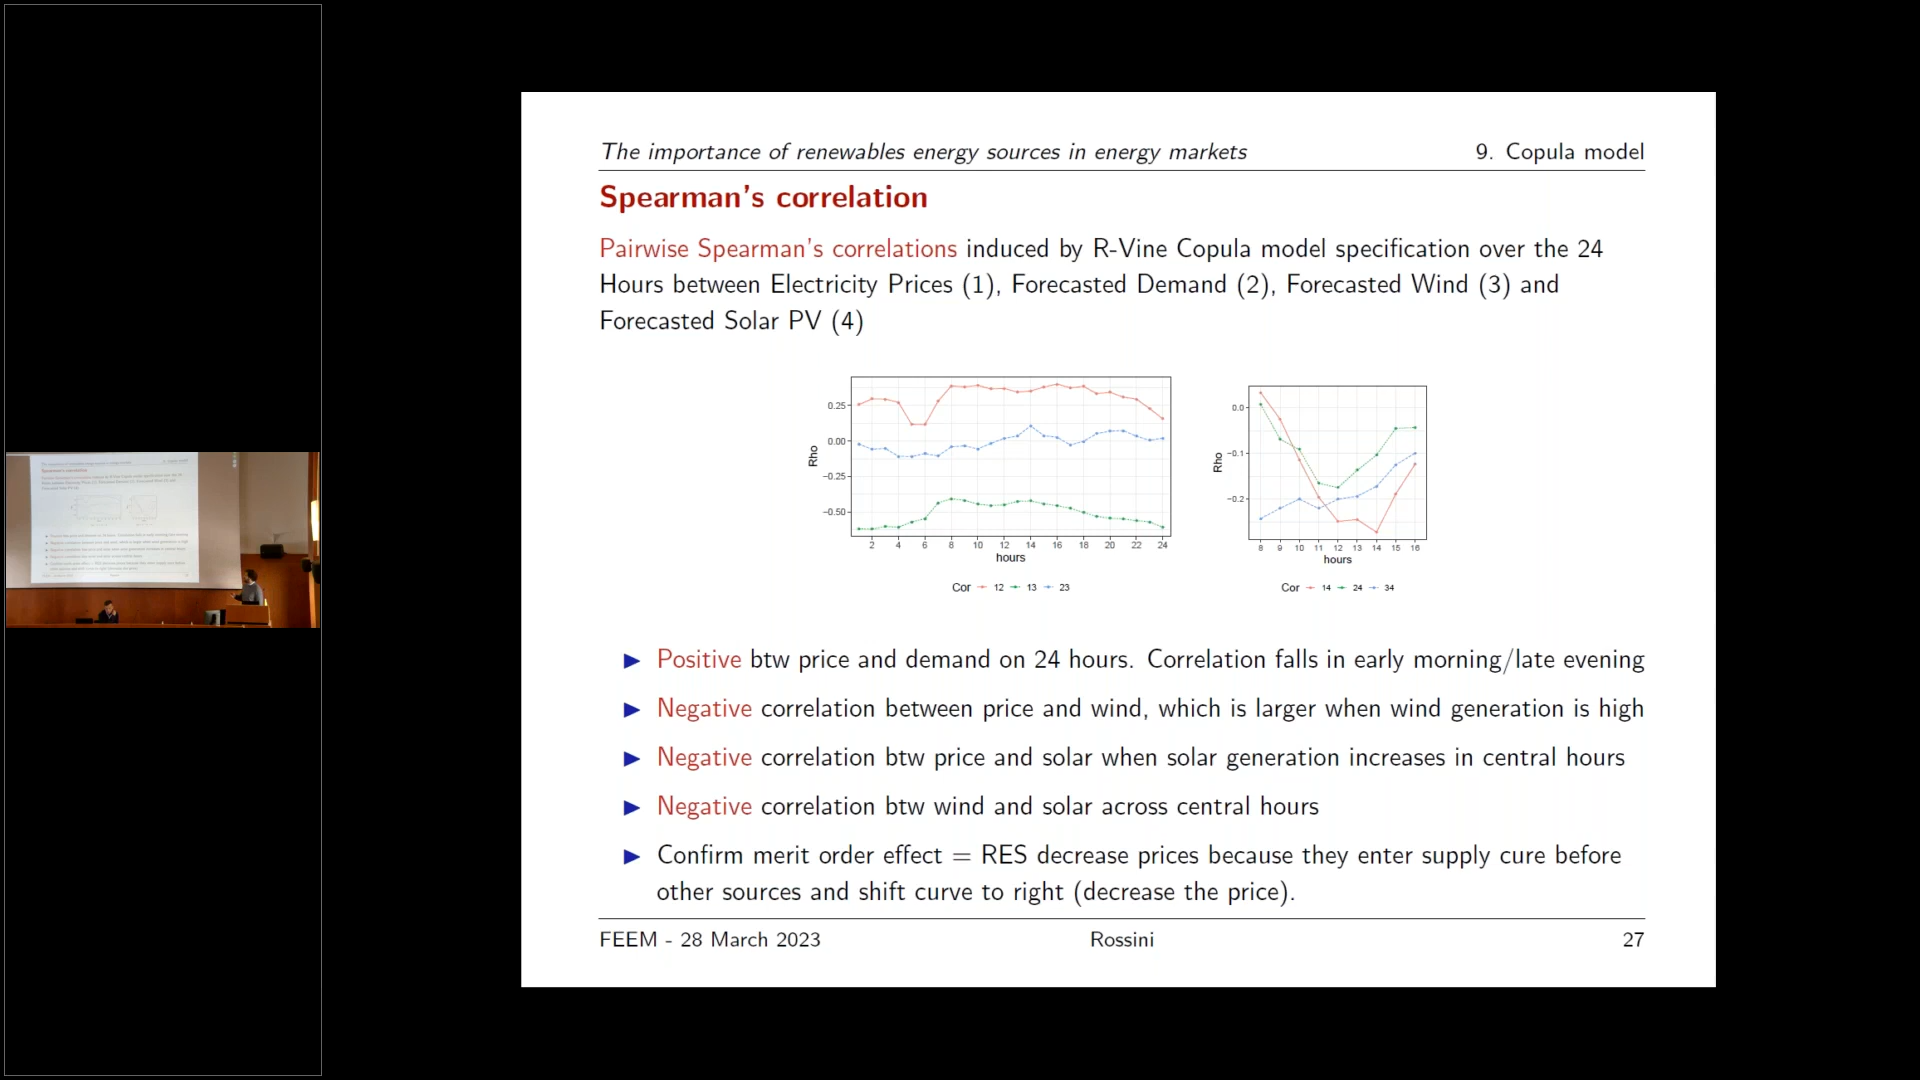 The importance of renewables energy sources in energy markets 9. Copula model
Spearman's correlation
Pairwise Spearman's correlations induced by R-Vine Copula model specification over the 24
Hours between Electricity Prices (1), Forecasted Demand (2), Forecasted Wind (3) and
Forecasted Solar PV (4)
0.25
0.00
−0.25
−0.50
Rho
2 4 6 8 10 12 14 16 18 20 22 24
hours
Cor 12 13 23
0.0
−0.1
−0.2
Rho
8 9 10 11 12 13 14 15 16
hours
Cor 14 24 34
▶ Positive btw price and demand on 24 hours. Correlation falls in early morning/late evening
▶ Negative correlation between price and wind, which is larger when wind generation is high
▶ Negative correlation btw price and solar when solar generation increases in central hours
▶ Negative correlation btw wind and solar across central hours
▶ Confirm merit order effect = RES decrease prices because they enter supply cure before
other sources and shift curve to right (decrease the price).
FEEM - 28 March 2023 Rossini 27